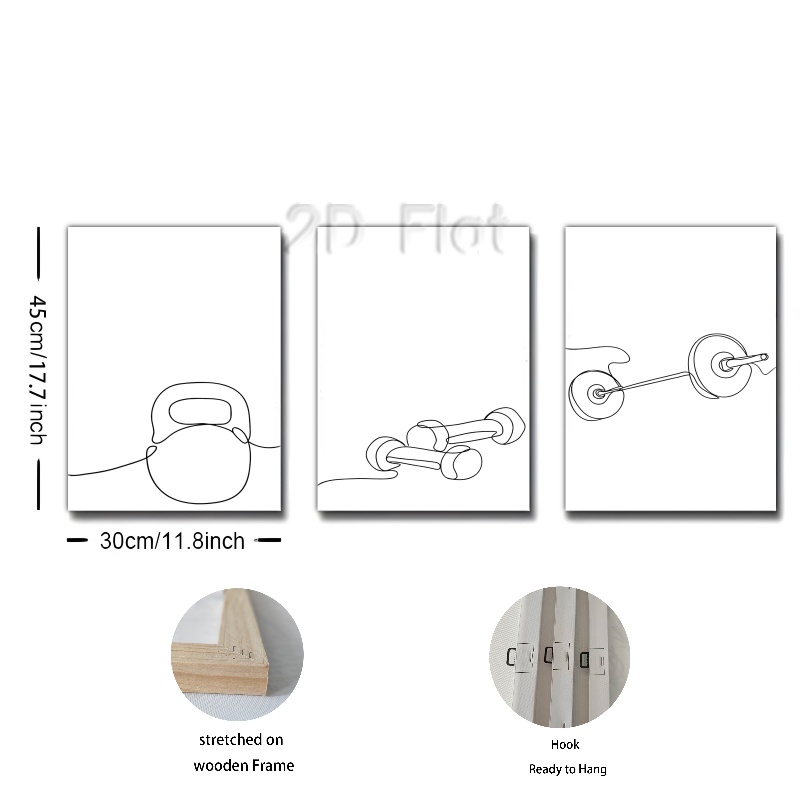 2D Flat
45cm/17.7inch
30cm/11.8inch
stretched on
wooden Frame
Hook
Ready to Hang